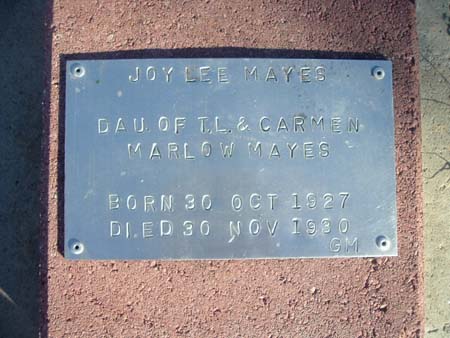 JOY LEE MAYES
DAU. OF T.L. & CARMEN
MARLOW MAYES
BORN 30 OCT 1927
DIED 30 NOV 1930
GM